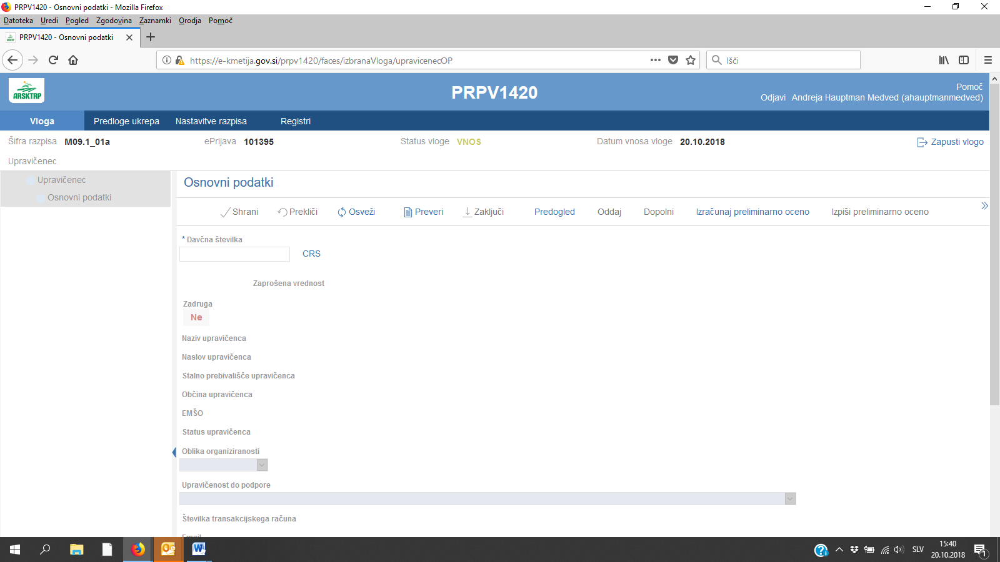 PRPV1420 - Osnovni podatki - Mozilla Firefox
Datoteka Uredi Pogled Zgodovina Zaznamki Orodja Pomoč
PRPV1420 - Osnovni podatki
https://e-kmetija.gov.si/prpv1420/faces/izbranaVloga/upravicenecOP
Išči
ARSKTRP
PRPV1420
Pomoč
Odjavi Andreja Hauptman Medved (ahauptmanmedved)
Vloga Predloge ukrepa Nastavitve razpisa Registri
Šifra razpisa M09.1_01a ePrijava 101395 Status vloge VNOS Datum vnosa vloge 20.10.2018 Zapusti vlogo
Upravičenec
Upravičenec
Osnovni podatki
Osnovni podatki
Shrani Prekliči Osveži Preveri Zaključi Predogled Oddaj Dopolni Izračunaj preliminarno oceno Izpiši preliminarno oceno
* Davčna številka
CRS
Zaprošena vrednost
Zadruga
Ne
Naziv upravičenca
Naslov upravičenca
Stalno prebivališče upravičenca
Občina upravičenca
EMŠO
Status upravičenca
Oblika organiziranosti
Upravičenost do podpore
Številka transakcijskega računa
Email
SLV
15:40
20.10.2018
1